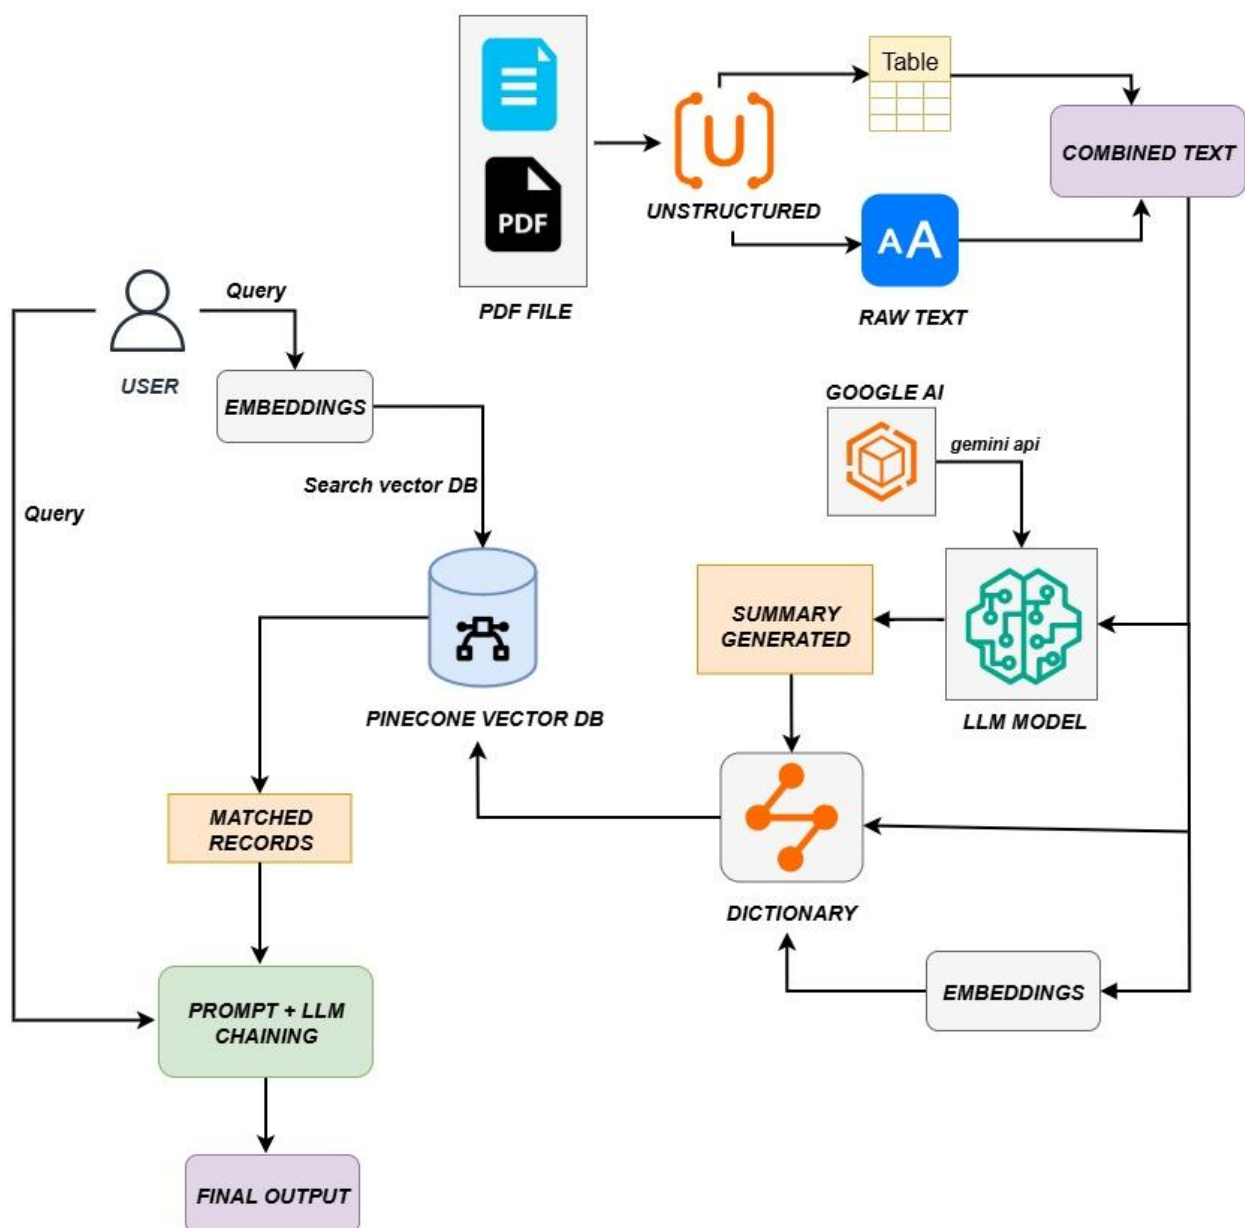 Table
COMBINED TEXT
U
UNSTRUCTURED
PDF
PDF FILE
AA
RAW TEXT
Query
USER
EMBEDDINGS
Search vector DB
Query
GOOGLE AI
gemini api
SUMMARY
GENERATED
LLM MODEL
PINECONE VECTOR DB
MATCHED
RECORDS
DICTIONARY
EMBEDDINGS
PROMPT + LLM
CHAINING
FINAL OUTPUT